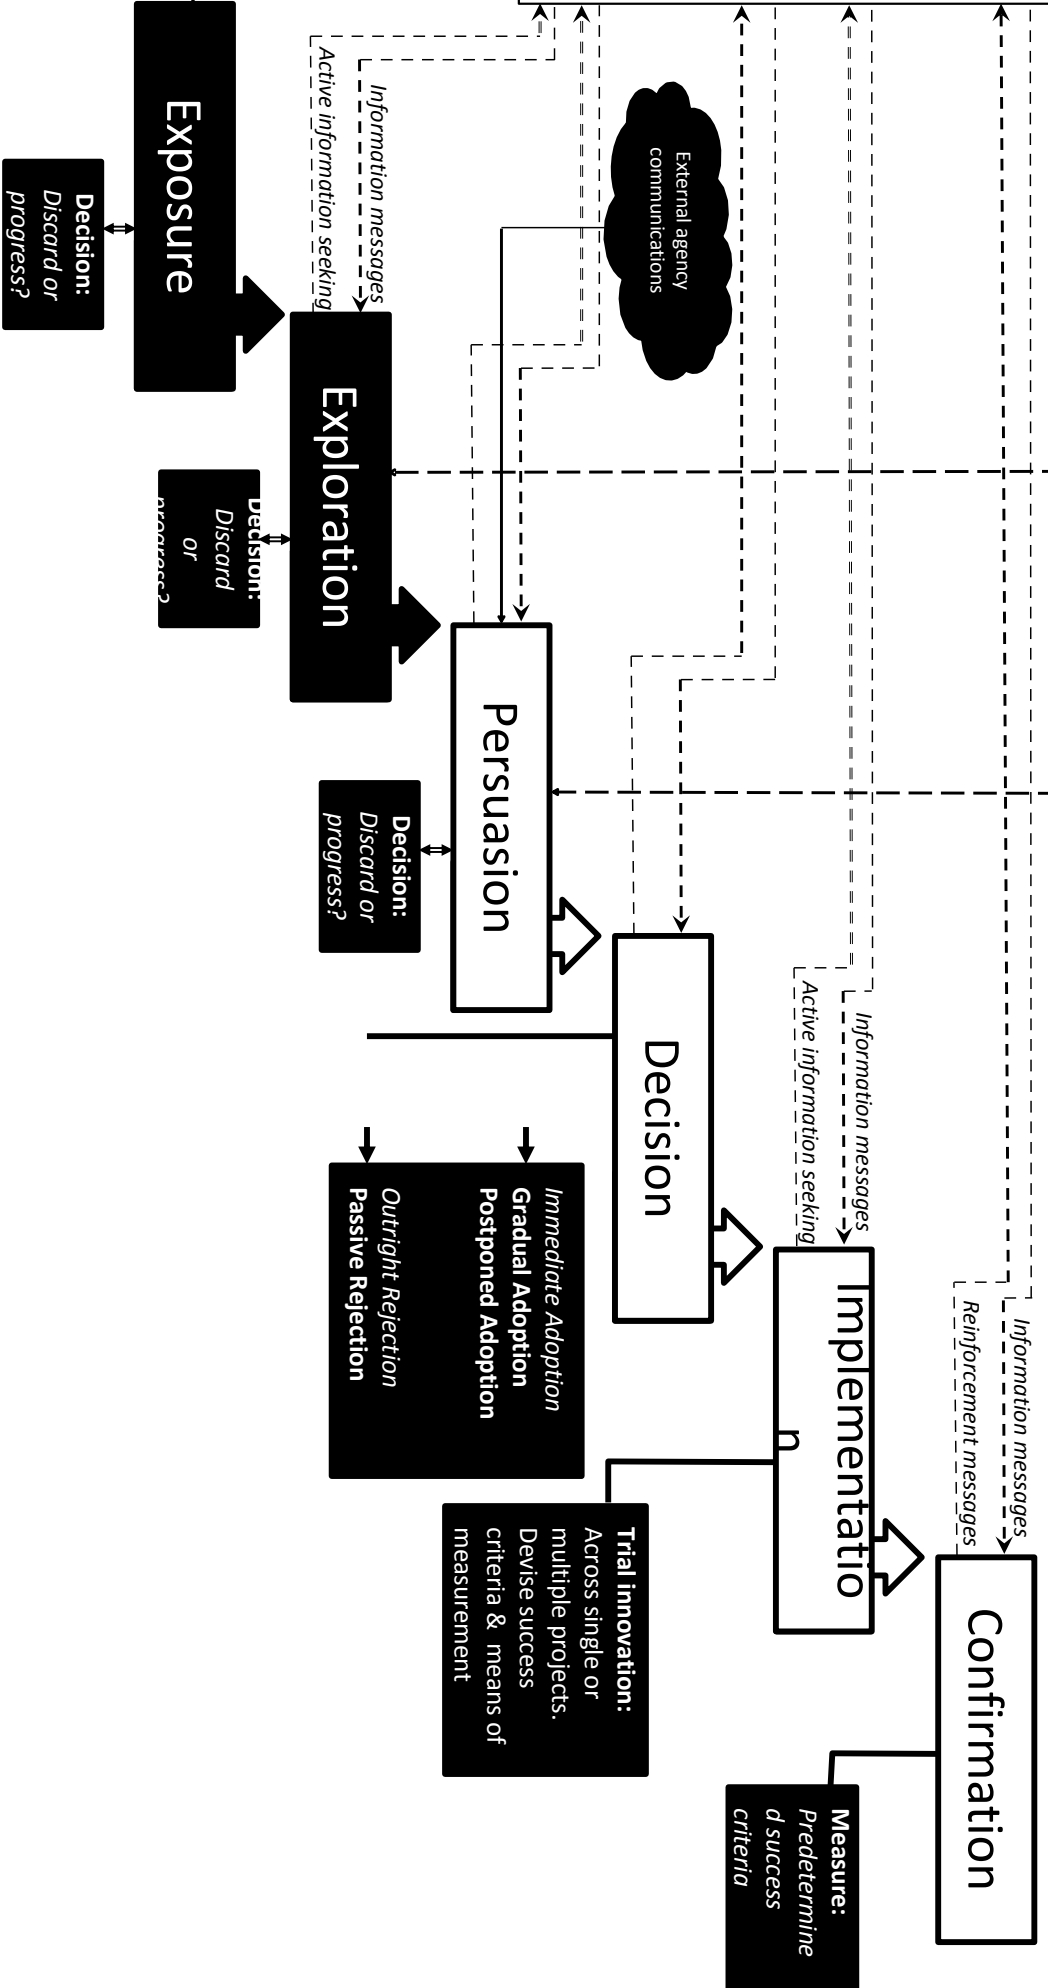 Exposure
Decision:
Discard or
progress?
Information messages
Active information seeking
Exploration
Decision:
Discard
or
progress?
External agency
communications
Persuasion
Decision:
Discard or
progress?
Decision
Immediate Adoption
Gradual Adoption
Postponed Adoption
Outright Rejection
Passive Rejection
Information messages
Active information seeking
Implementatio
n
Trial innovation:
Across single or
multiple projects.
Devise success
criteria & means of
measurement
Information messages
Reinforcement messages
Confirmation
Measure:
Predetermine
d success
criteria